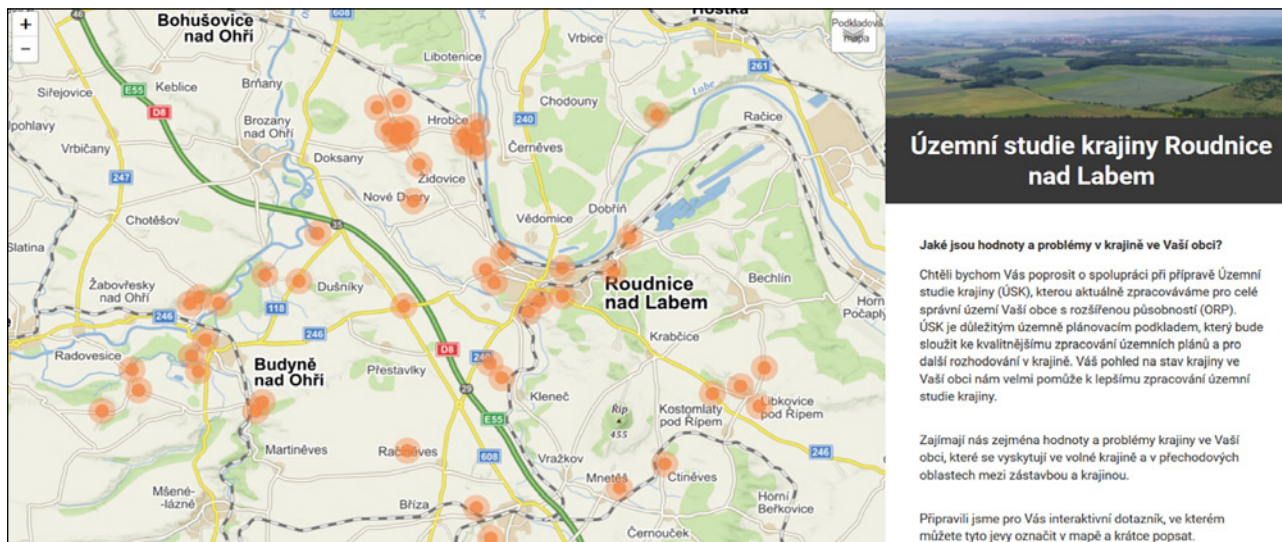 +
−
46
Bohušovice
nad Ohří
608
Hoštka
Podkladová
mapa
Vrbice
Libotenice
261
E55
Keblice
Siřejovice
Brňany
D8
Labe
Chodouny
Račice
Brozany
nad Ohří
Hrobce
240
Vrbičany
Doksany
Černěves
247
Židovice
Nové Dvory
Chotěšov
Dobříň
35
Vědomice
Slatina
Žabovřesky
nad Ohří
Dušníky
Roudnice
nad Labem
Bechlín
118
Horn
Počaply
246
246
Krabčice
Radovesice
D8
240
Budyně
nad Ohří
Přestavlky
29
Kleneč
Libkovice
pod Řípem
Říp
455
Kostomlaty
pod Řípem
E55
Martiněves
Račiněves
608
Vražkov
246
Mnetěš
Ctiněves
Mšené-
-lázně
Horní
Beřkovice
Bříza
Černouček
Územní studie krajiny Roudnice
nad Labem
Jaké jsou hodnoty a problémy v krajině ve Vaší obci?
Chtěli bychom Vás poprosit o spolupráci při přípravě Územní
studie krajiny (ÚSK), kterou aktuálně zpracováváme pro celé
správní území Vaší obce s rozšířenou působností (ORP).
ÚSK je důležitým územně plánovacím podkladem, který bude
sloužit ke kvalitnějšímu zpracování územních plánů a pro
další rozhodování v krajině. Váš pohled na stav krajiny ve
Vaší obci nám velmi pomůže k lepšímu zpracování územní
studie krajiny.
Zajímají nás zejména hodnoty a problémy krajiny ve Vaší
obci, které se vyskytují ve volné krajině a v přechodových
oblastech mezi zástavbou a krajinou.
Připravili jsme pro Vás interaktivní dotazník, ve kterém
můžete tyto jevy označit v mapě a krátce popsat.